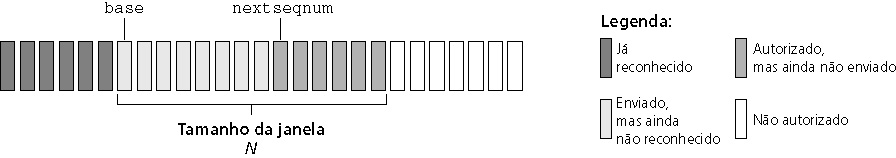 base
nextseqnum
Tamanho da janela
N
Legenda:
Já
reconhecido
Autorizado,
mas ainda não enviado
Enviado,
mas ainda
não reconhecido
Não autorizado